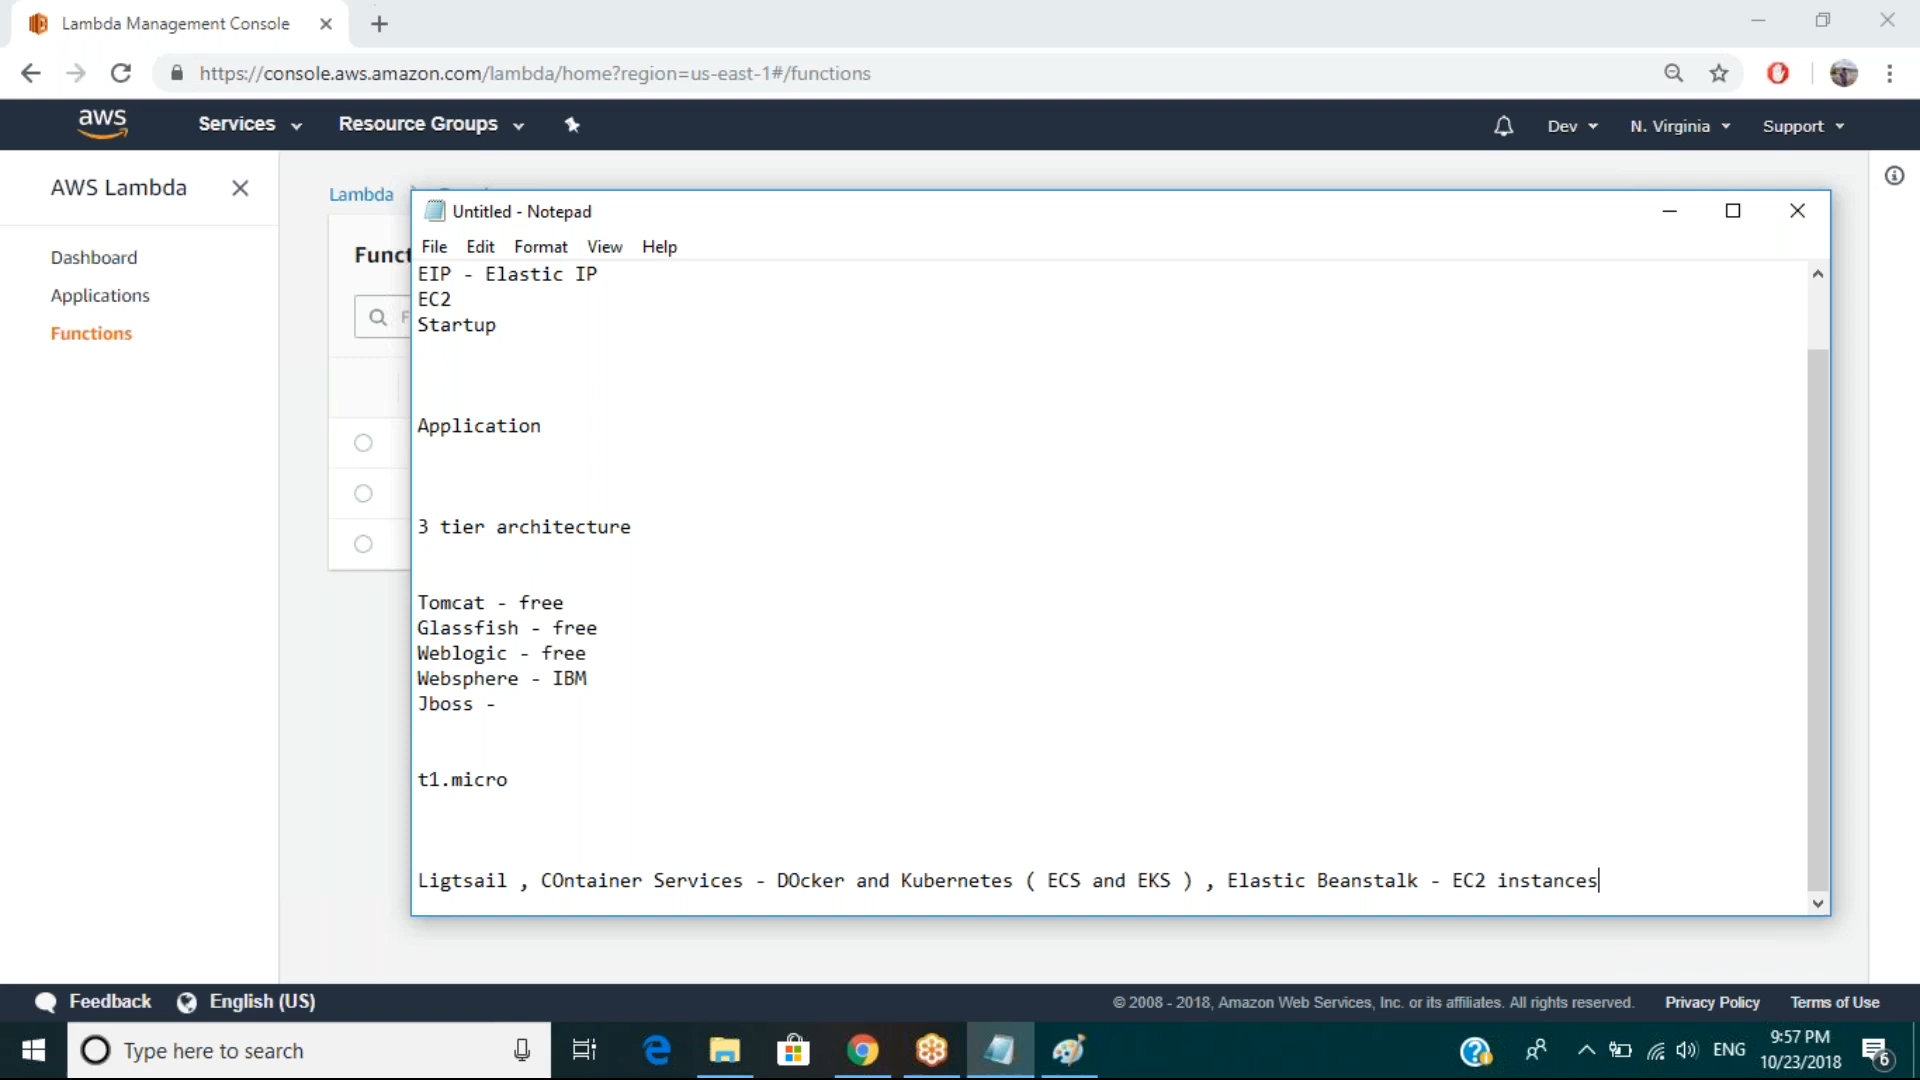 Lambda Management Console
https://console.aws.amazon.com/lambda/home?region=us-east-1#/functions
aws
Services
Resource Groups
Dev
N. Virginia
Support
AWS Lambda
Dashboard
Applications
Functions
Lambda
Funct
F
Untitled - Notepad
File Edit Format View Help
EIP - Elastic IP
EC2
Startup
Application
3 tier architecture
Tomcat - free
Glassfish - free
Weblogic - free
Websphere - IBM
Jboss -
t1.micro
Ligtsail , COntainer Services - DOcker and Kubernetes ( ECS and EKS ) , Elastic Beanstalk - EC2 instances
Feedback
English (US)
© 2008 - 2018, Amazon Web Services, Inc. or its affiliates. All rights reserved.
Privacy Policy
Terms of Use
Type here to search
ENG
9:57 PM
10/23/2018
6